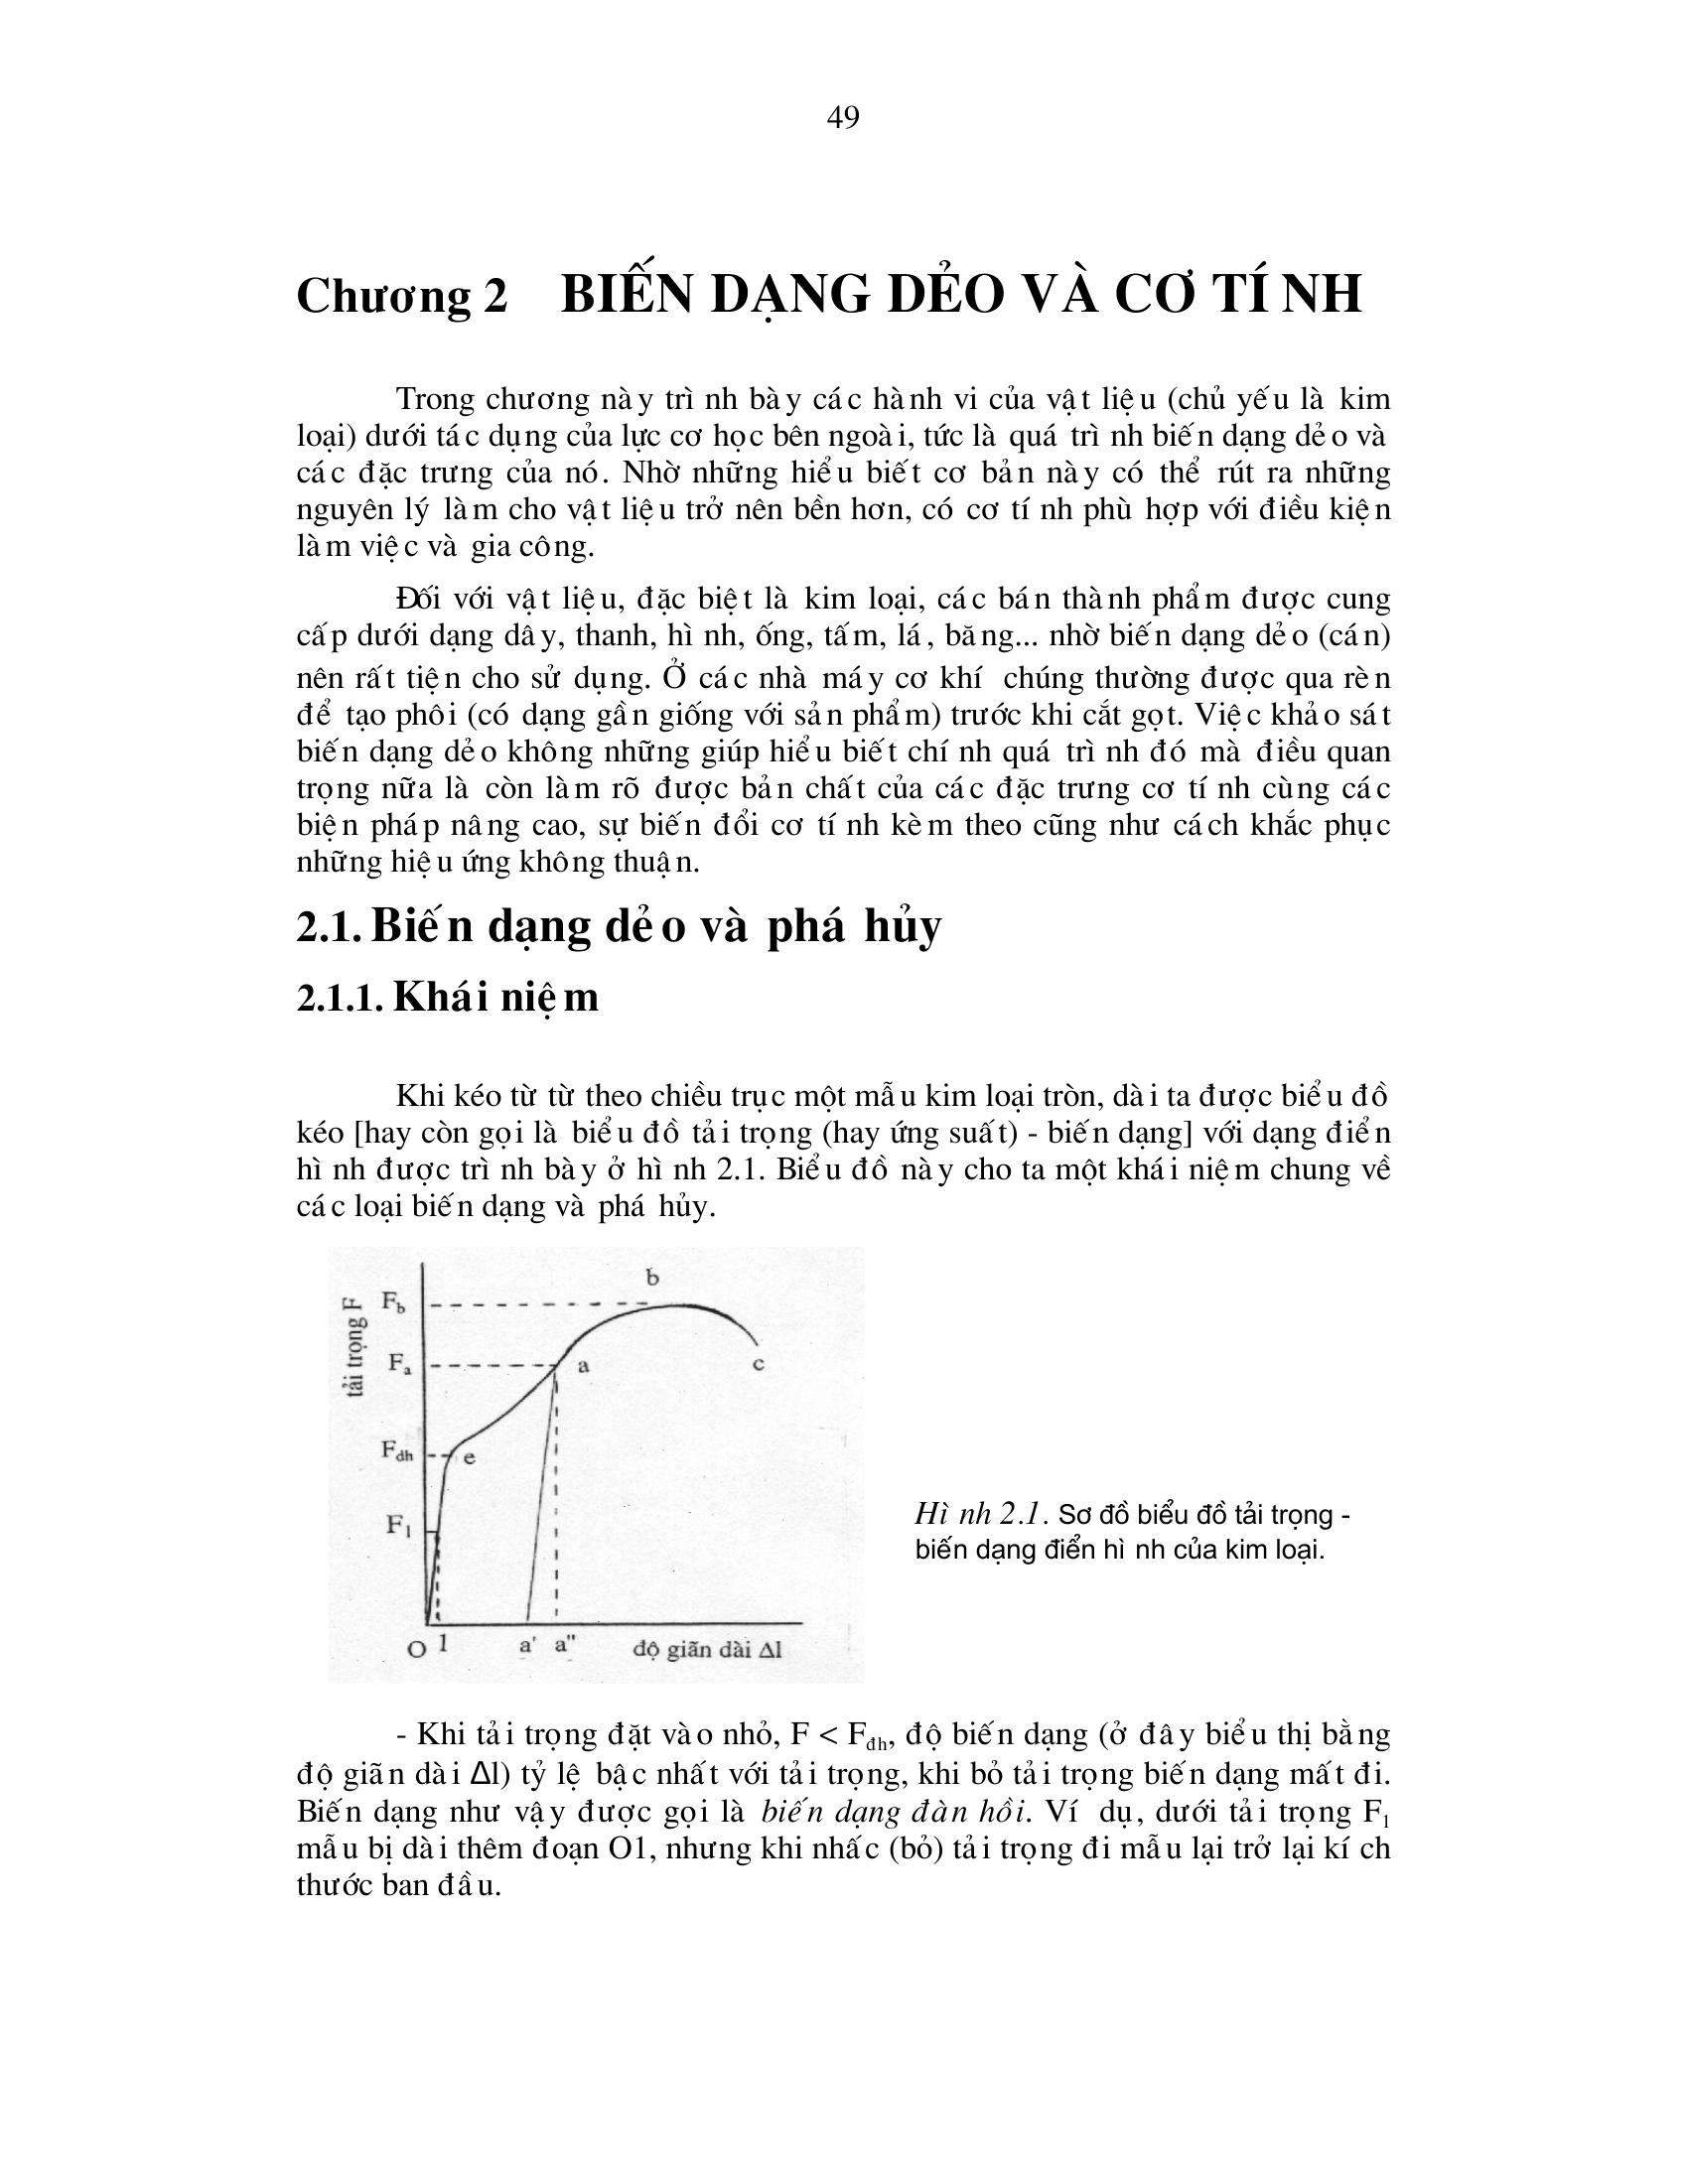 49
Chương 2 BIẾN DẠNG DẺO VÀ CƠ TÍNH
Trong chương này trình bày các hành vi của vật liệu (chủ yếu là kim
loại) dưới tác dụng của lực cơ học bên ngoài, tức là quá trình biến dạng dẻo và
các đặc trưng của nó. Nhờ những hiểu biết cơ bản này có thể rút ra những
nguyên lý làm cho vật liệu trở nên bền hơn, có cơ tính phù hợp với điều kiện
làm việc và gia công.
Đối với vật liệu, đặc biệt là kim loại, các bán thành phẩm được cung
cấp dưới dạng dây, thanh, hình, ống, tấm, lá, băng... nhờ biến dạng dẻo (cán)
nên rất tiện cho sử dụng. Ở các nhà máy cơ khí chúng thường được qua rèn
để tạo phôi (có dạng gần giống với sản phẩm) trước khi cắt gọt. Việc khảo sát
biến dạng dẻo không những giúp hiểu biết chính quá trình đó mà điều quan
trọng nữa là còn làm rõ được bản chất của các đặc trưng cơ tính cùng các
biện pháp nâng cao, sự biến đổi cơ tính kèm theo cũng như cách khắc phục
những hiệu ứng không thuận.
2.1. Biến dạng dẻo và phá hủy
2.1.1. Khái niệm
Khi kéo từ từ theo chiều trục một mẫu kim loại tròn, dài ta được biểu đồ
kéo [hay còn gọi là biểu đồ tải trọng (hay ứng suất) - biến dạng] với dạng điển
hình được trình bày ở hình 2.1. Biểu đồ này cho ta một khái niệm chung về
các loại biến dạng và phá hủy.
tải trọng F
F_b
b
F_a
a
c
F_dh
e
F_1
O 1 a' a" độ giãn dài Δl
Hình 2.1. Sơ đồ biểu đồ tải trọng -
biến dạng điển hình của kim loại.
- Khi tải trọng đặt vào nhỏ, F < F_đh, độ biến dạng (ở đây biểu thị bằng
độ giãn dài Δl) tỷ lệ bậc nhất với tải trọng, khi bỏ tải trọng biến dạng mất đi.
Biến dạng như vậy được gọi là biến dạng đàn hồi. Ví dụ, dưới tải trọng F_1
mẫu bị dài thêm đoạn O1, nhưng khi nhấc (bỏ) tải trọng đi mẫu lại trở lại kích
thước ban đầu.